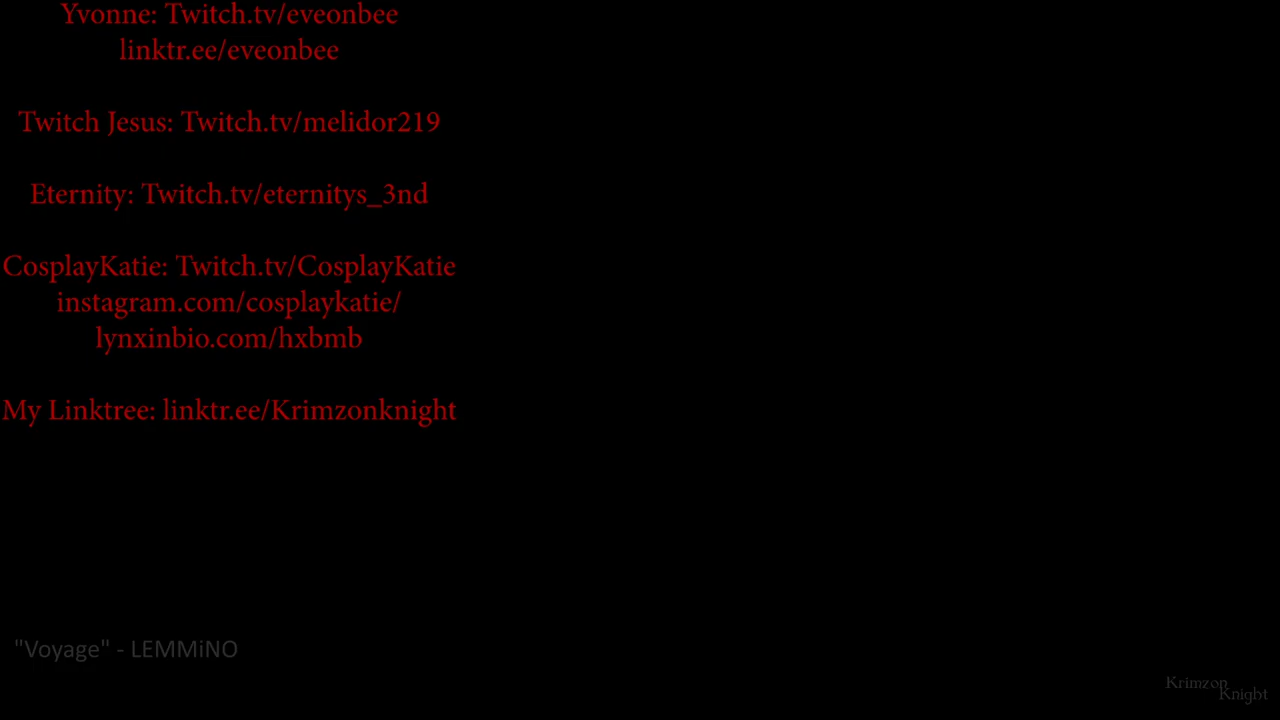 Yvonne: Twitch.tv/eveonbee
linktr.ee/eveonbee
Twitch Jesus: Twitch.tv/melidor219
Eternity: Twitch.tv/eternitys_3nd
CosplayKatie: Twitch.tv/CosplayKatie
instagram.com/cosplaykatie/
lynxinbio.com/hxbmb
My Linktree: linktr.ee/Krimzonknight
"Voyage" - LEMMiNO
Krimzon
Knight